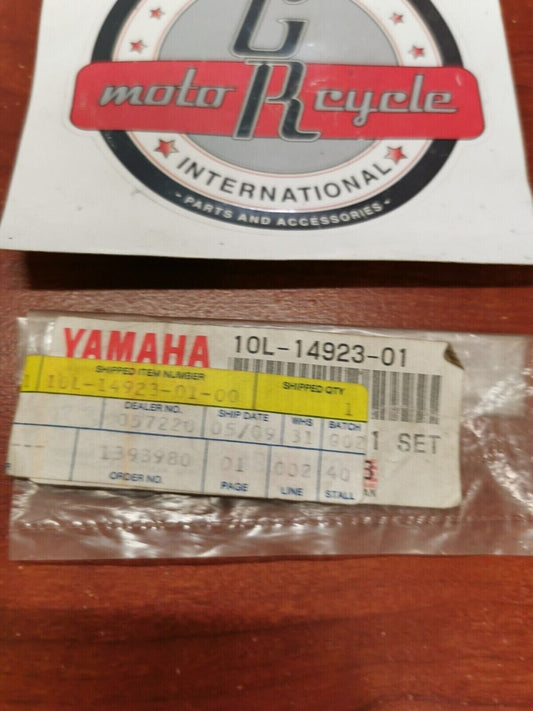 GR
moto cycle
INTERNATIONAL
- PARTS AND ACCESSORIES -
YAMAHA 10L-14923-01
SHIPPED ITEM NUMBER SHIPPED QTY
10L-14923-01-00 1
DEALER NO. SHIP DATE WHS BATCH
057220 05/09 31 002
1 SET
1393980 01 002 40
ORDER NO. PAGE LINE STALL